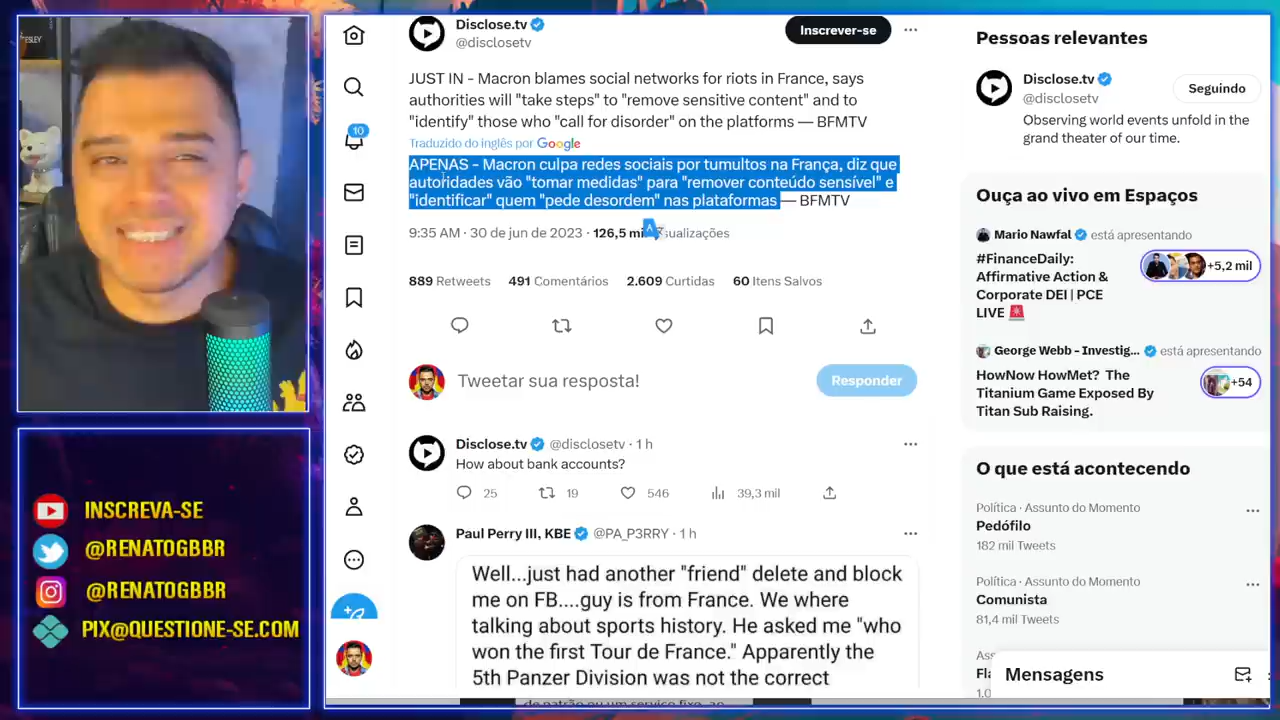 Disclose.tv
@disclosetv
Inscrever-se
JUST IN - Macron blames social networks for riots in France, says
authorities will "take steps" to "remove sensitive content" and to
"identify" those who "call for disorder" on the platforms — BFMTV
Traduzido do inglês por Google
APENAS - Macron culpa redes sociais por tumultos na França, diz que
autoridades vão "tomar medidas" para "remover conteúdo sensível" e
"identificar" quem "pede desordem" nas plataformas — BFMTV
9:35 AM · 30 de jun de 2023 · 126,5 mi
889 Retweets 491 Comentários 2.609 Curtidas 60 Itens Salvos
Tweetar sua resposta!
Responder
Disclose.tv @disclosetv · 1 h
How about bank accounts?
25 19 546 39,3 mil
Paul Perry III, KBE @PA_P3RRY · 1 h
Well...just had another "friend" delete and block
me on FB....guy is from France. We where
talking about sports history. He asked me "who
won the first Tour de France." Apparently the
5th Panzer Division was not the correct
10
Pessoas relevantes
Disclose.tv
@disclosetv
Seguindo
Observing world events unfold in the
grand theater of our time.
Ouça ao vivo em Espaços
Mario Nawfal está apresentando
#FinanceDaily:
Affirmative Action &
Corporate DEI | PCE
LIVE
+5,2 mil
George Webb - Investig... está apresentando
HowNow HowMet? The
Titanium Game Exposed By
Titan Sub Raising.
+54
O que está acontecendo
Política · Assunto do Momento
Pedófilo
182 mil Tweets
Política · Assunto do Momento
Comunista
81,4 mil Tweets
Mensagens
INSCREVA-SE
@RENATOGBBR
@RENATOGBBR
PIX@QUESTIONE-SE.COM